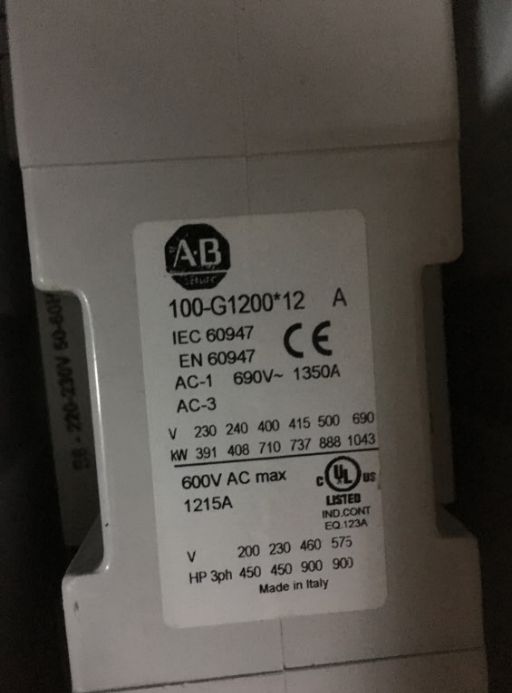 A-B
100-G1200*12 A
IEC 60947
EN 60947
CE
AC-1 690V~ 1350A
AC-3
V 230 240 400 415 500 690
kW 391 408 710 737 888 1043
600V AC max
1215A
C UL US
LISTED
IND.CONT
EQ.123A
V 200 230 460 575
HP 3ph 450 450 900 900
Made in Italy
220-230V 50-60H